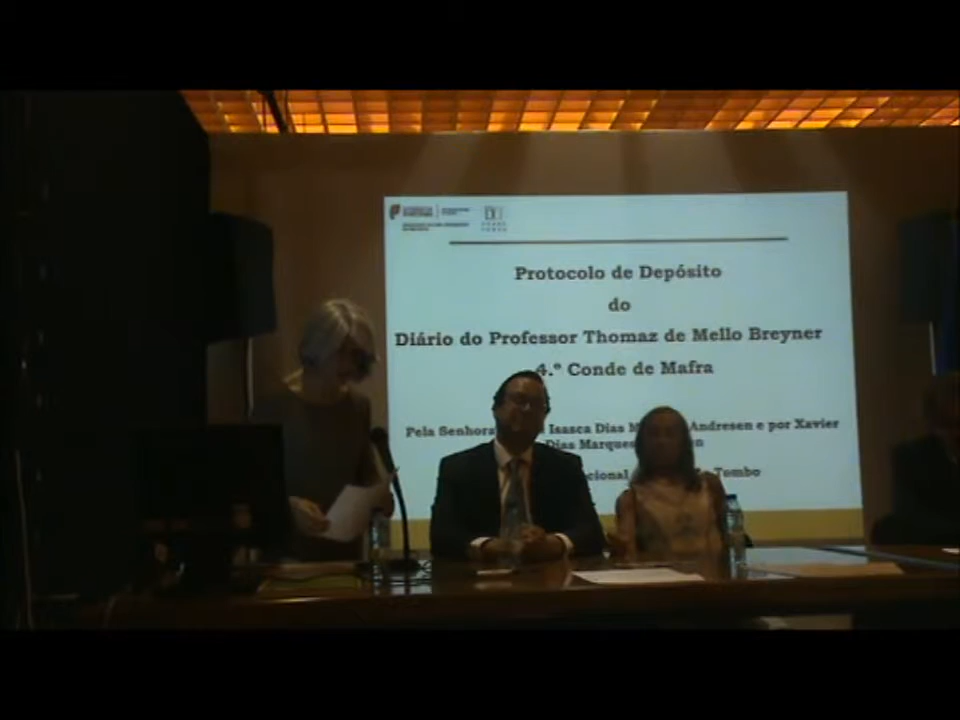 Protocolo de Depósito
do
Diário do Professor Thomaz de Mello Breyner
4.º Conde de Mafra
Pela Senhora Isasca Dias Andresen e por Xavier
Dias Marques
Tombo